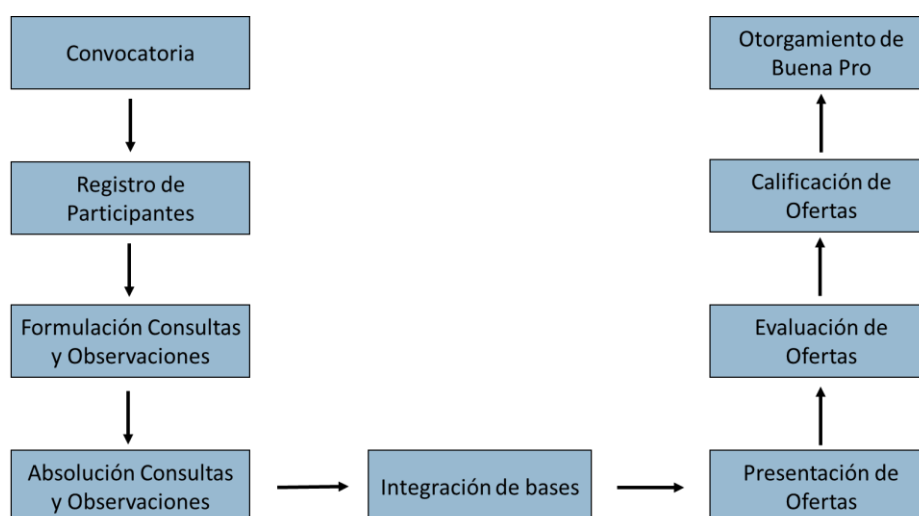 Convocatoria
Registro de
Participantes
Formulación Consultas
y Observaciones
Absolución Consultas
y Observaciones
Integración de bases
Presentación de
Ofertas
Evaluación de
Ofertas
Calificación de
Ofertas
Otorgamiento de
Buena Pro